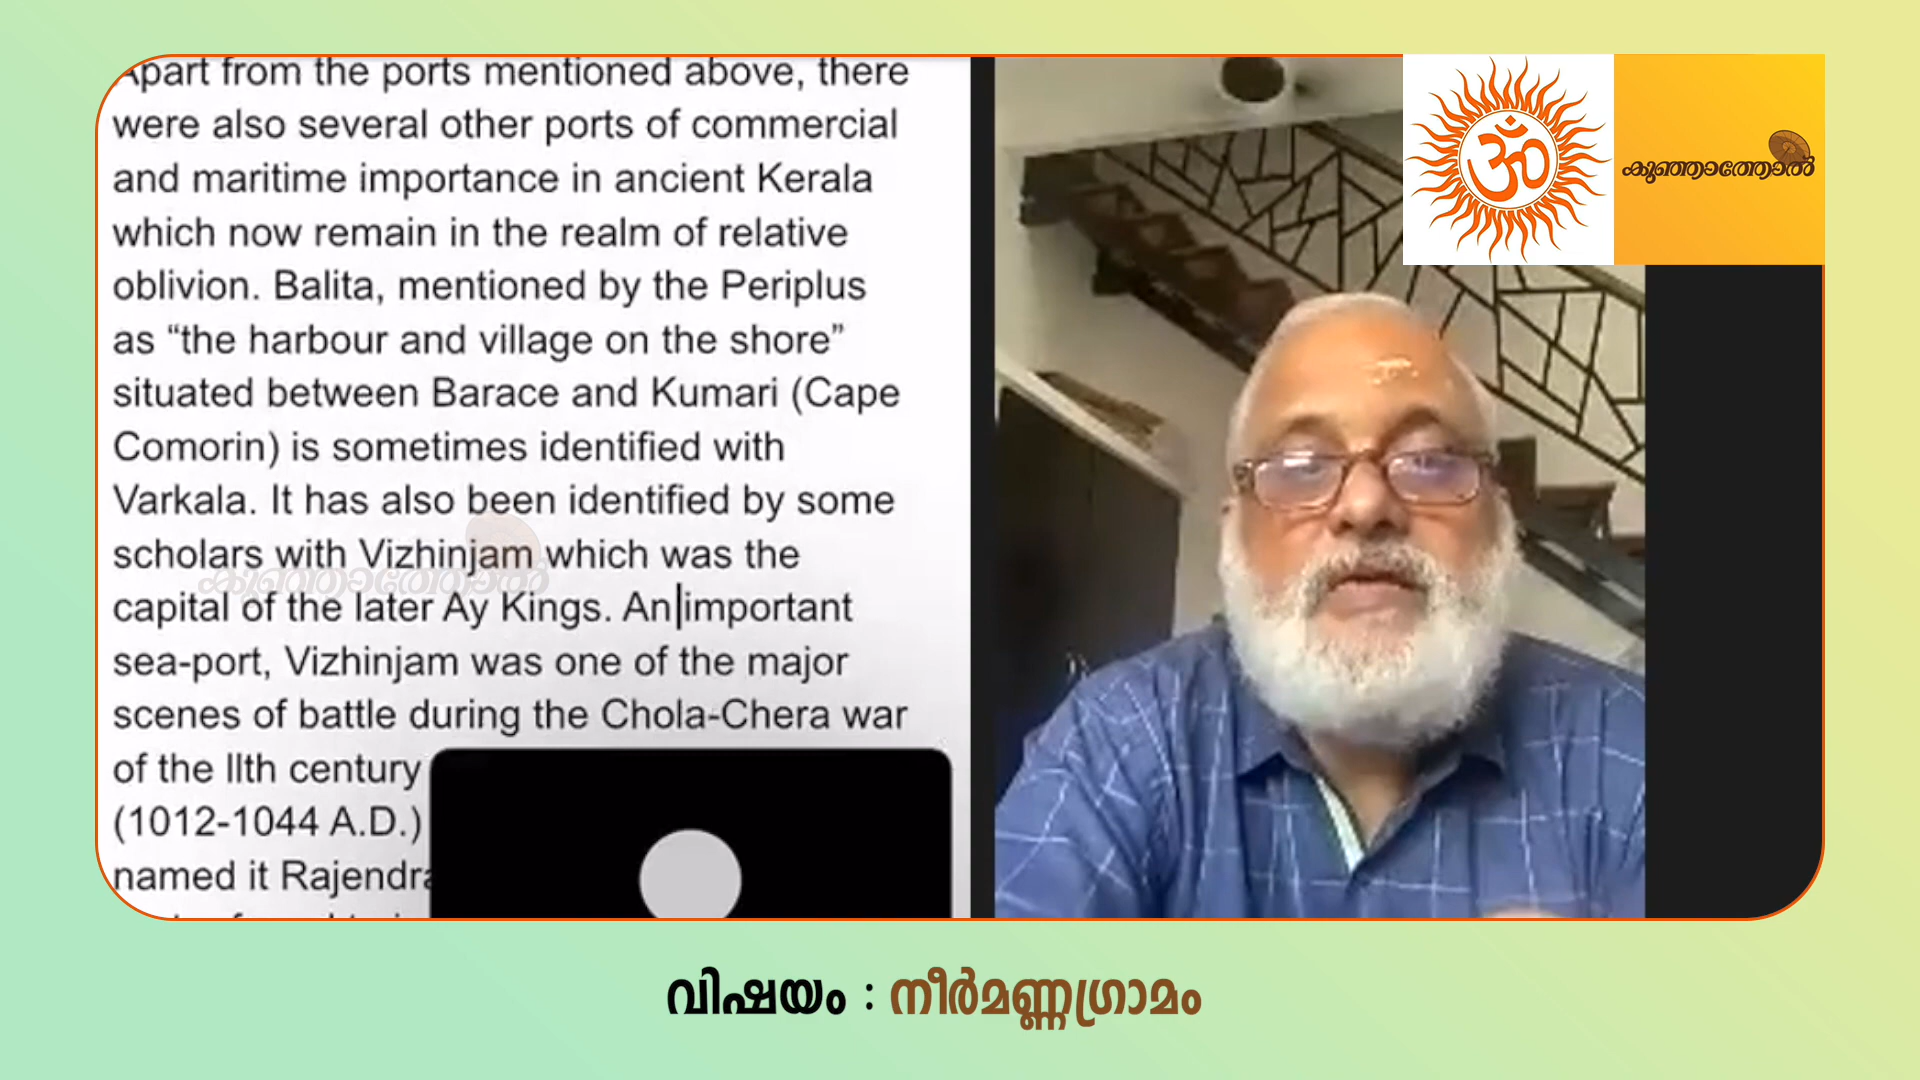 Apart from the ports mentioned above, there
were also several other ports of commercial
and maritime importance in ancient Kerala
which now remain in the realm of relative
oblivion. Balita, mentioned by the Periplus
as “the harbour and village on the shore”
situated between Barace and Kumari (Cape
Comorin) is sometimes identified with
Varkala. It has also been identified by some
scholars with Vizhinjam which was the
capital of the later Ay Kings. An important
sea-port, Vizhinjam was one of the major
scenes of battle during the Chola-Chera war
of the llth century
(1012-1044 A.D.)
named it Rajendra
ॐ
കുഞ്ഞാത്തോൽ
കുഞ്ഞാത്തോൽ
വിഷയം : നീർമണ്ണഗ്രാമം